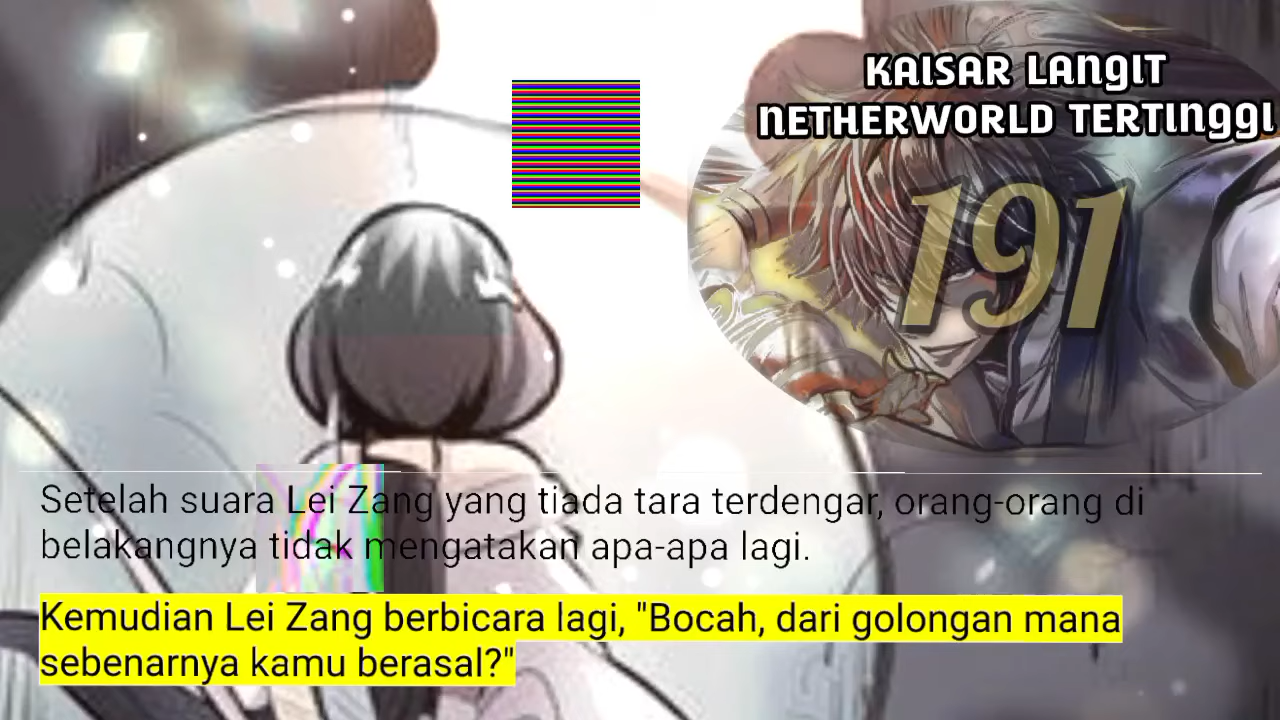 KAISAR LANGIT
NETHERWORLD TERTINGGI
191
Setelah suara Lei Zang yang tiada tara terdengar, orang-orang di
belakangnya tidak mengatakan apa-apa lagi.
Kemudian Lei Zang berbicara lagi, "Bocah, dari golongan mana
sebenarnya kamu berasal?"